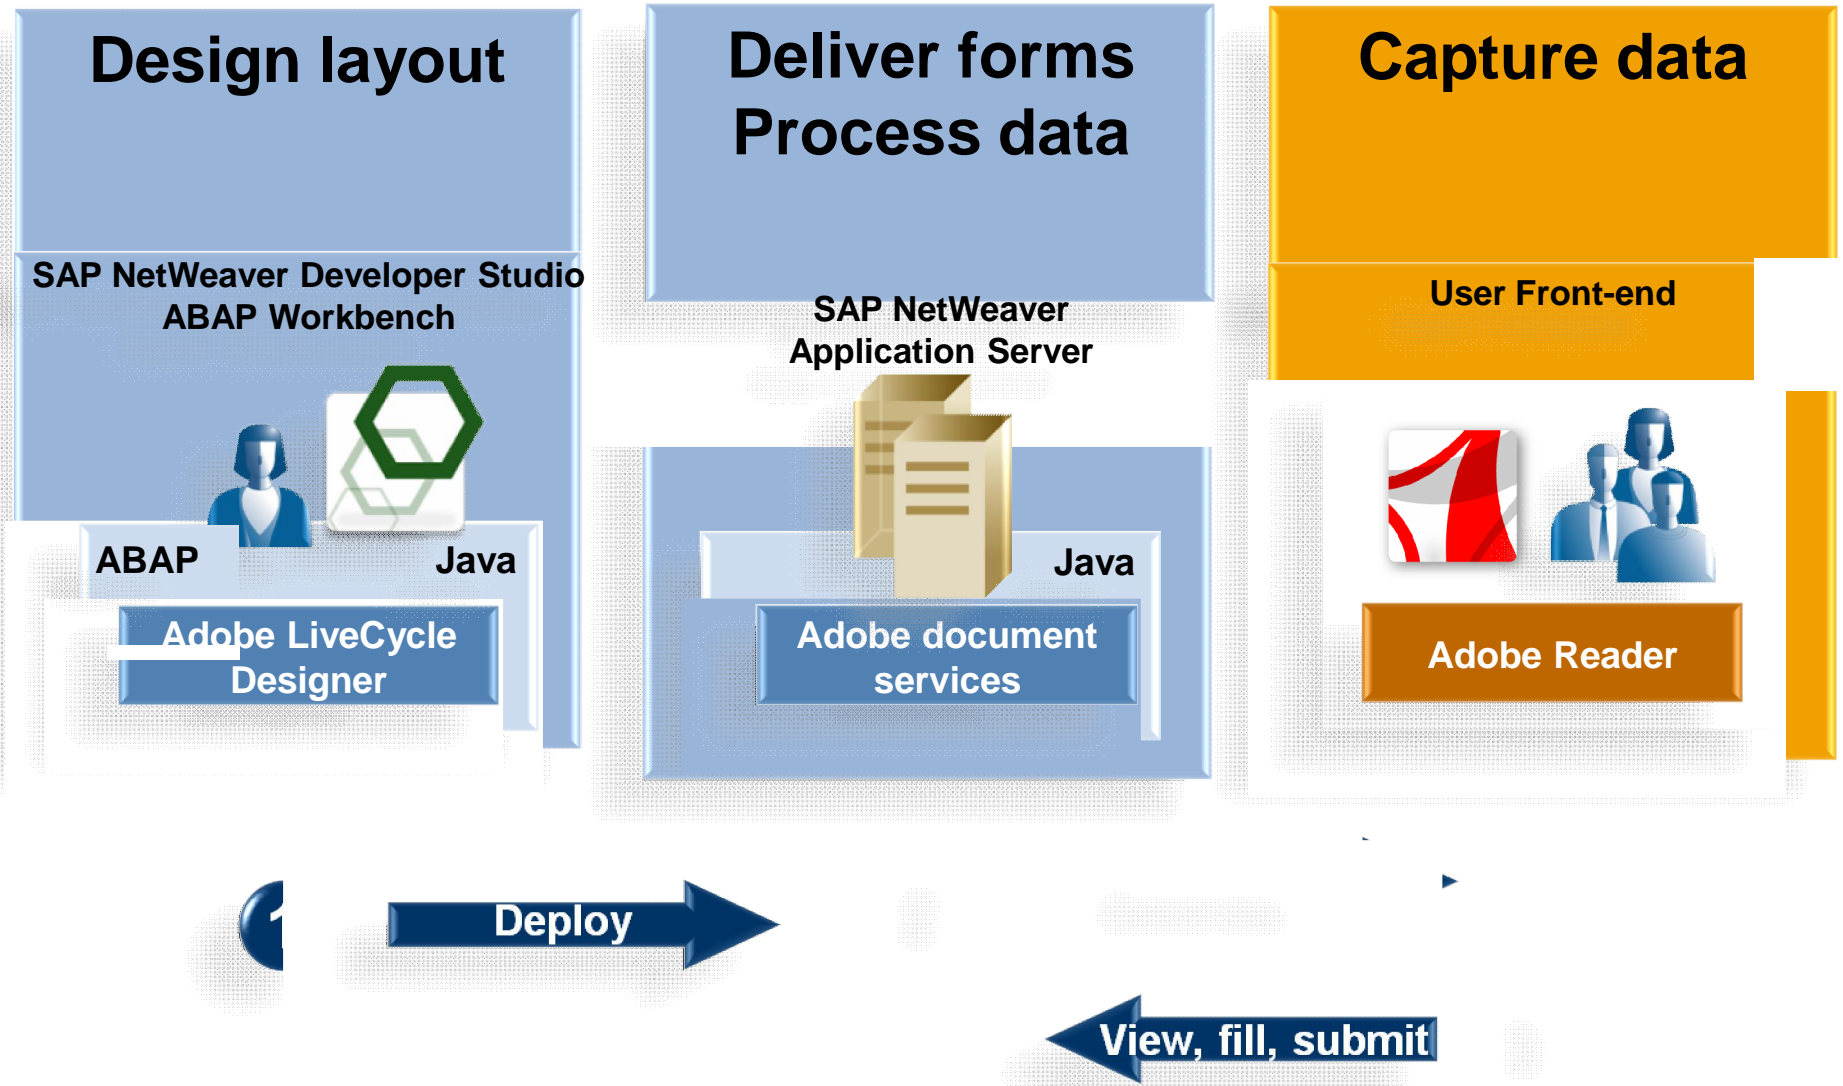 Design layout
Deliver forms
Process data
Capture data
SAP NetWeaver Developer Studio
ABAP Workbench
SAP NetWeaver
Application Server
User Front-end
ABAP
Java
Java
Adobe LiveCycle
Designer
Adobe document
services
Adobe Reader
1
Deploy
View, fill, submit